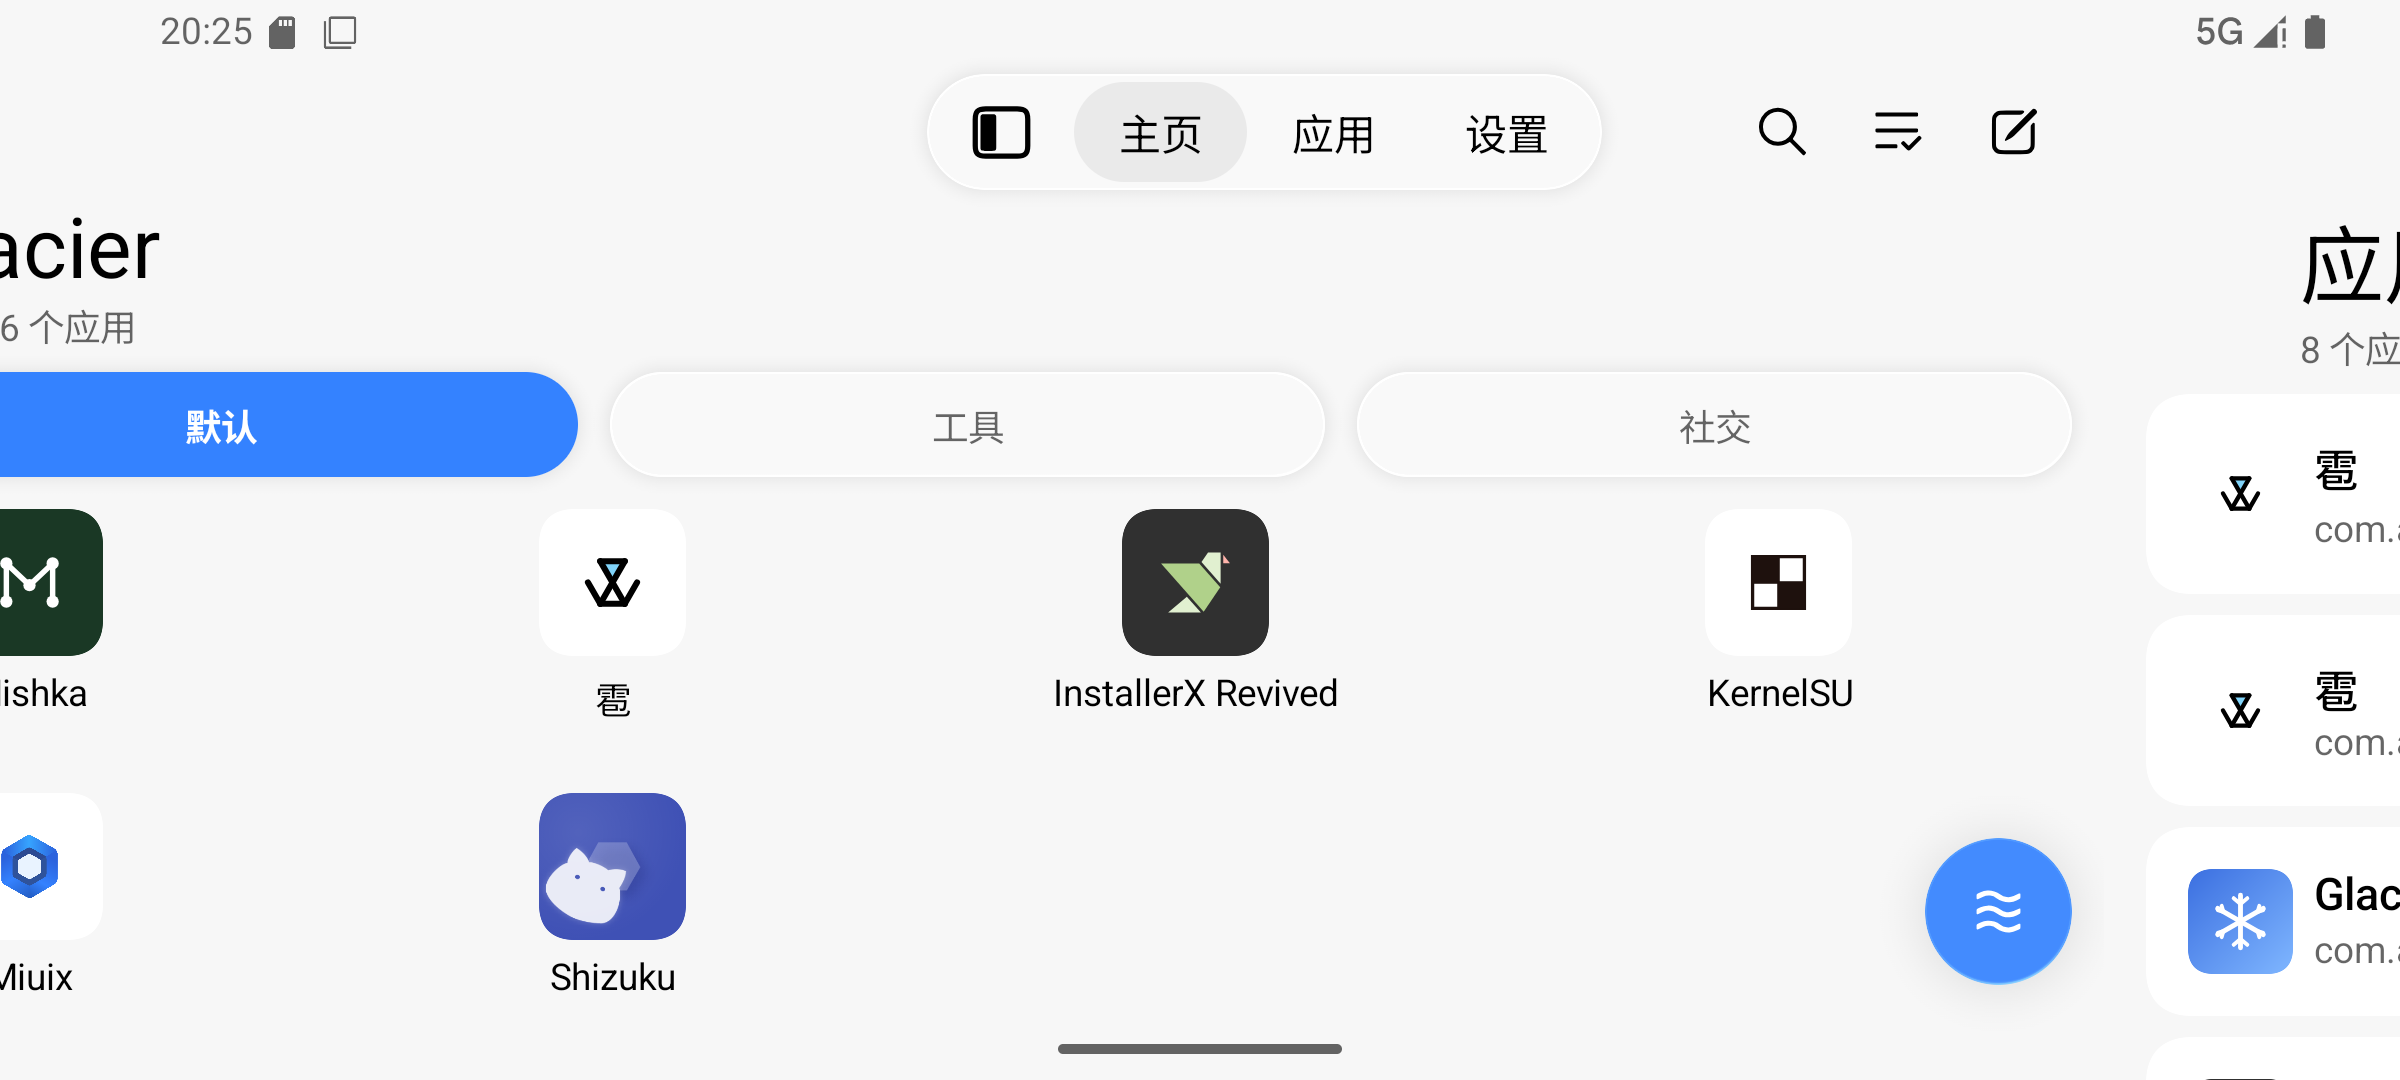 20:25
5G
主页
应用
设置
acier
6 个应用
应
8 个应
默认
工具
社交
ishka
雹
InstallerX Revived
KernelSU
Miuix
Shizuku
雹
com.a
雹
com.a
Glac
com.a